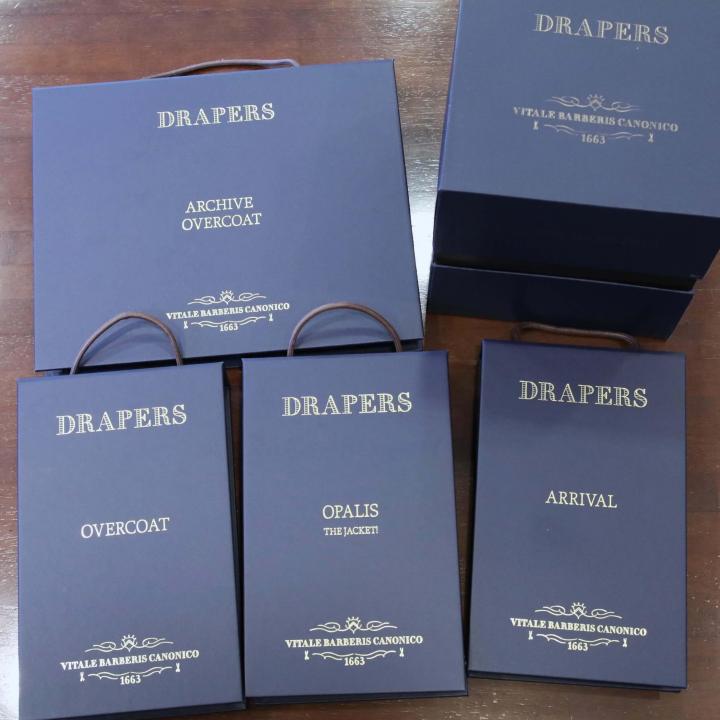 DRAPERS
ARCHIVE
OVERCOAT
VITALE BARBERIS CANONICO
1663
DRAPERS
VITALE BARBERIS CANONICO
1663
DRAPERS
OVERCOAT
VITALE BARBERIS CANONICO
1663
DRAPERS
OPALIS
THE JACKET!
VITALE BARBERIS CANONICO
1663
DRAPERS
ARRIVAL
VITALE BARBERIS CANONICO
1663